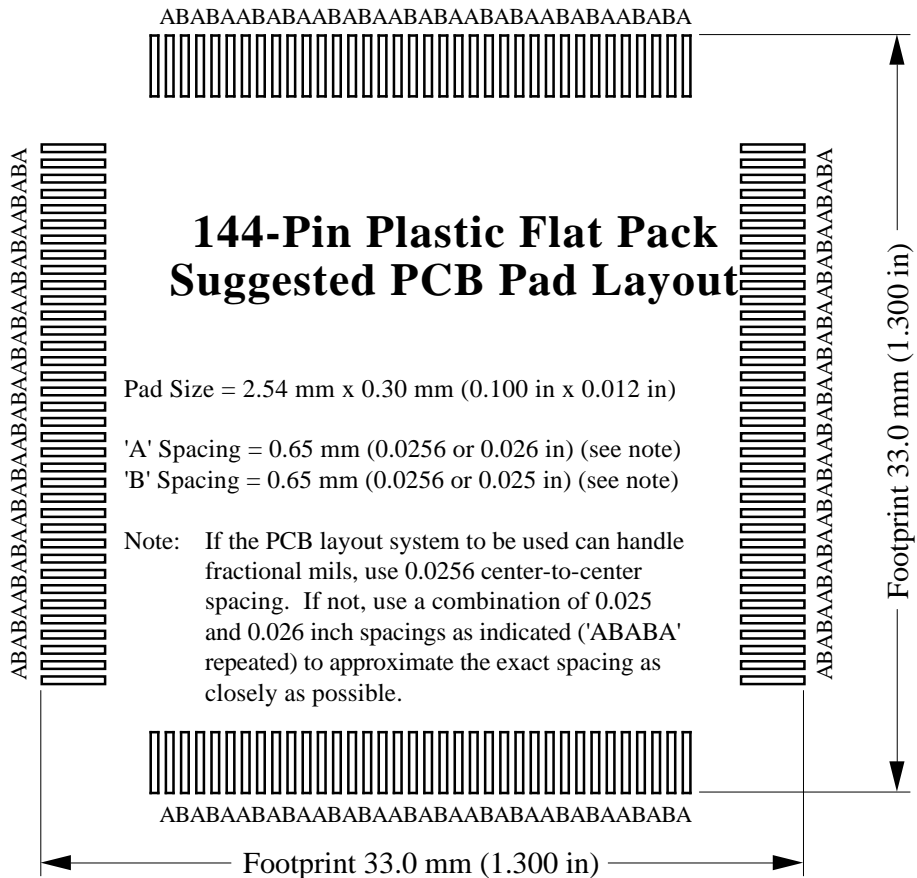 ABABAABABAABABAABABAABABAABABAABABA
ABABAABABAABABAABABAABABAABABAABABA
ABABAABABAABABAABABAABABAABABAABABA
144-Pin Plastic Flat Pack
Suggested PCB Pad Layout
Footprint 33.0 mm (1.300 in)
Pad Size = 2.54 mm x 0.30 mm (0.100 in x 0.012 in)
'A' Spacing = 0.65 mm (0.0256 or 0.026 in) (see note)
'B' Spacing = 0.65 mm (0.0256 or 0.025 in) (see note)
Note: If the PCB layout system to be used can handle
fractional mils, use 0.0256 center-to-center
spacing. If not, use a combination of 0.025
and 0.026 inch spacings as indicated ('ABABA'
repeated) to approximate the exact spacing as
closely as possible.
ABABAABABAABABAABABAABABAABABAABABA
Footprint 33.0 mm (1.300 in)